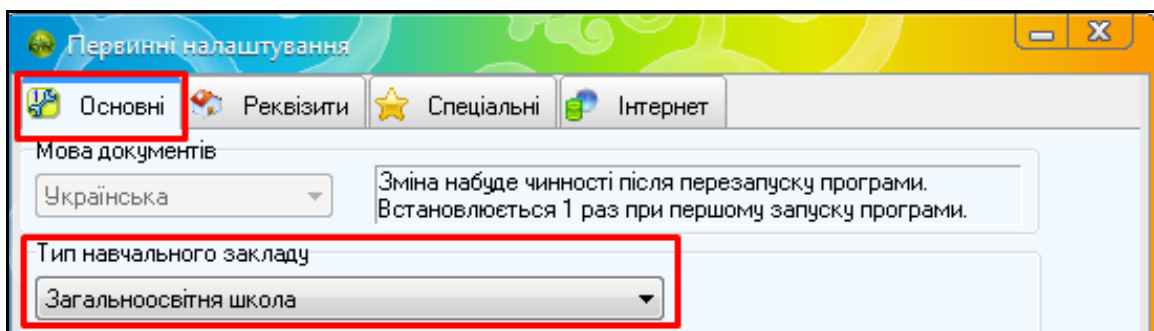 Первинні налаштування
Основні Реквізити Спеціальні Інтернет
Мова документів
Українська
Зміна набуде чинності після перезапуску програми.
Встановлюється 1 раз при першому запуску програми.
Тип навчального закладу
Загальноосвітня школа